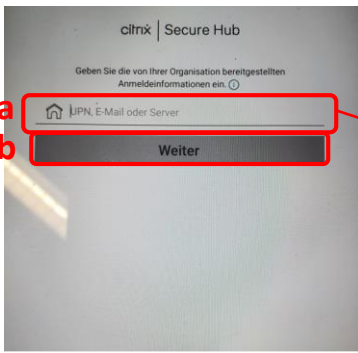 citrix | Secure Hub
Geben Sie die von Ihrer Organisation bereitgestellten
Anmeldeinformationen ein. i
a
UPN, E-Mail oder Server
b
Weiter